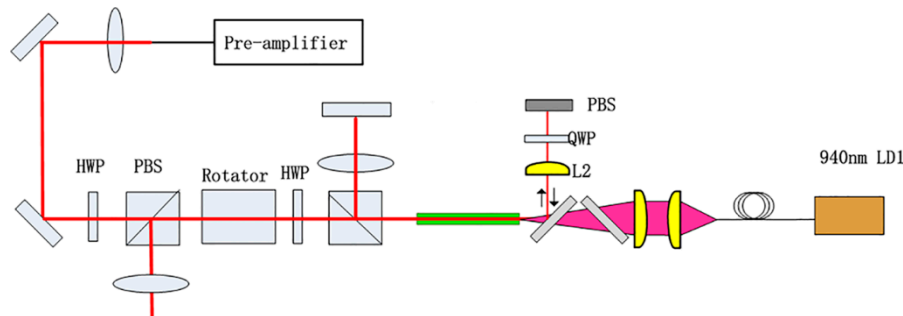 Pre-amplifier
PBS
QWP
L2
940nm LD1
HWP
PBS
Rotator
HWP